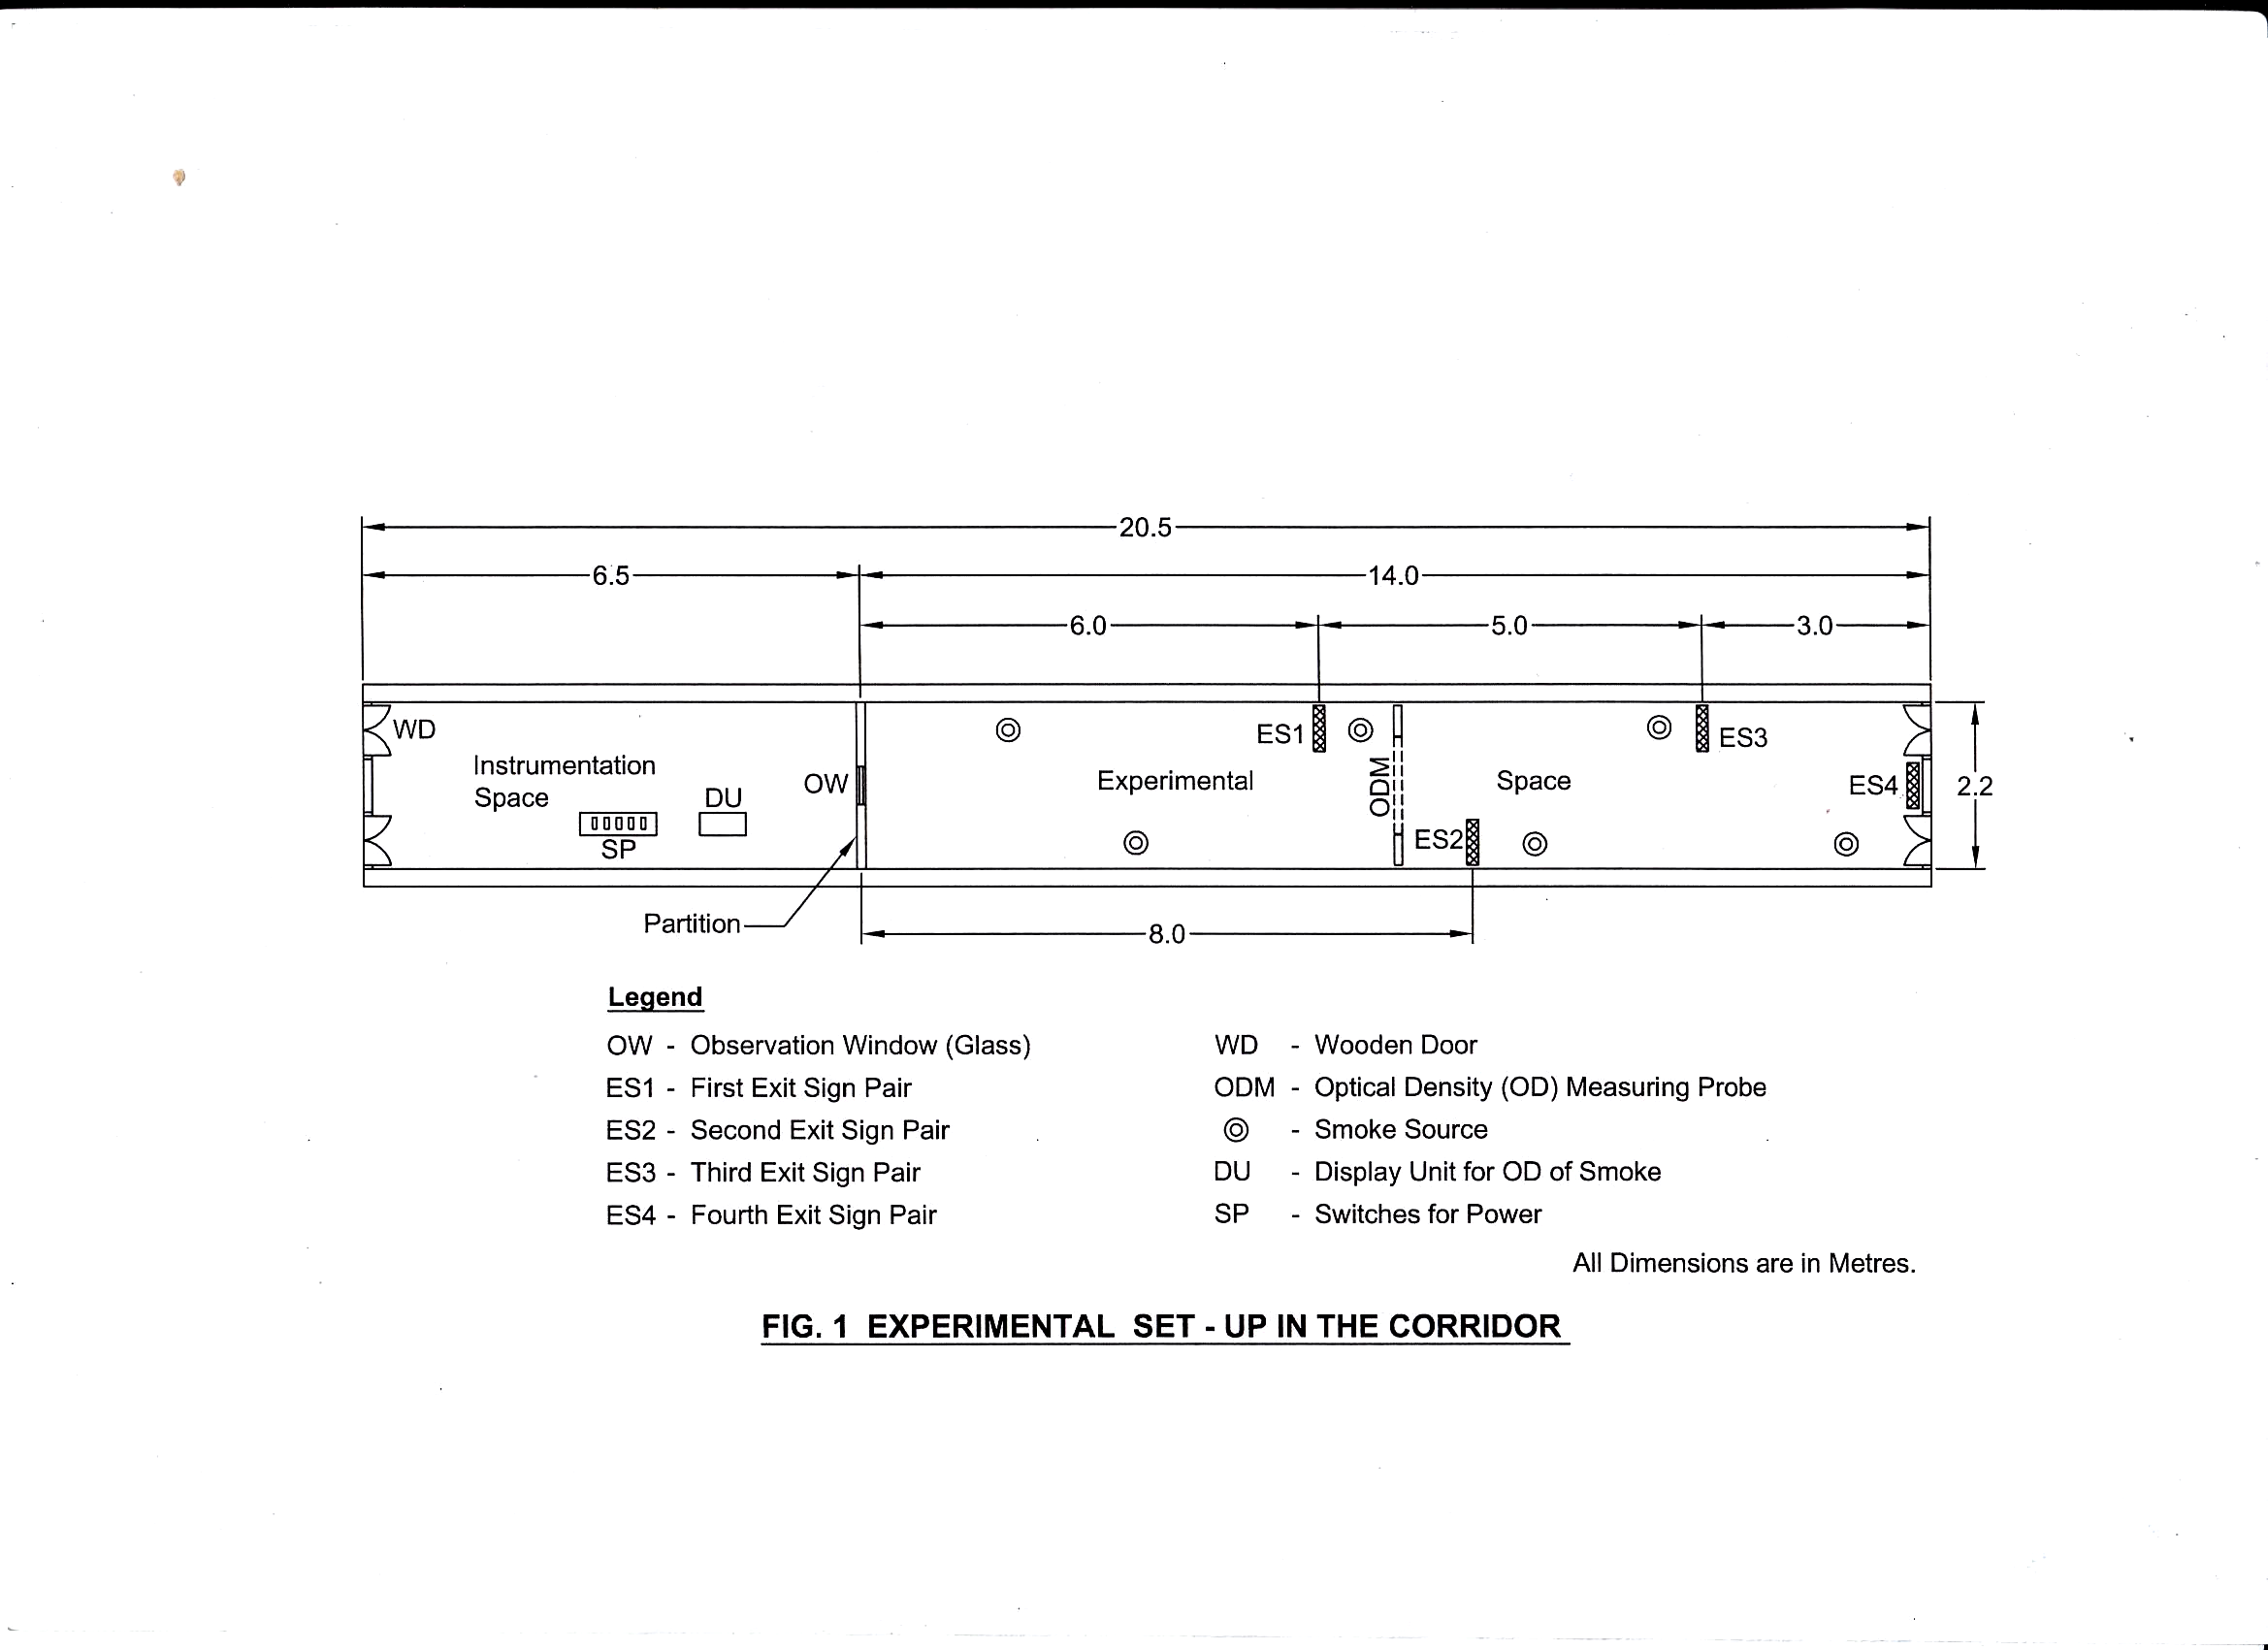 20.5
6.5 14.0
6.0 5.0 3.0
WD
ES1
ES3
Instrumentation
Space
OW
Experimental
ODM
Space
ES4
2.2
DU
SP
ES2
Partition
8.0
Legend
OW - Observation Window (Glass)
ES1 - First Exit Sign Pair
ES2 - Second Exit Sign Pair
ES3 - Third Exit Sign Pair
ES4 - Fourth Exit Sign Pair
WD - Wooden Door
ODM - Optical Density (OD) Measuring Probe
- Smoke Source
DU - Display Unit for OD of Smoke
SP - Switches for Power
All Dimensions are in Metres.
FIG. 1 EXPERIMENTAL SET - UP IN THE CORRIDOR